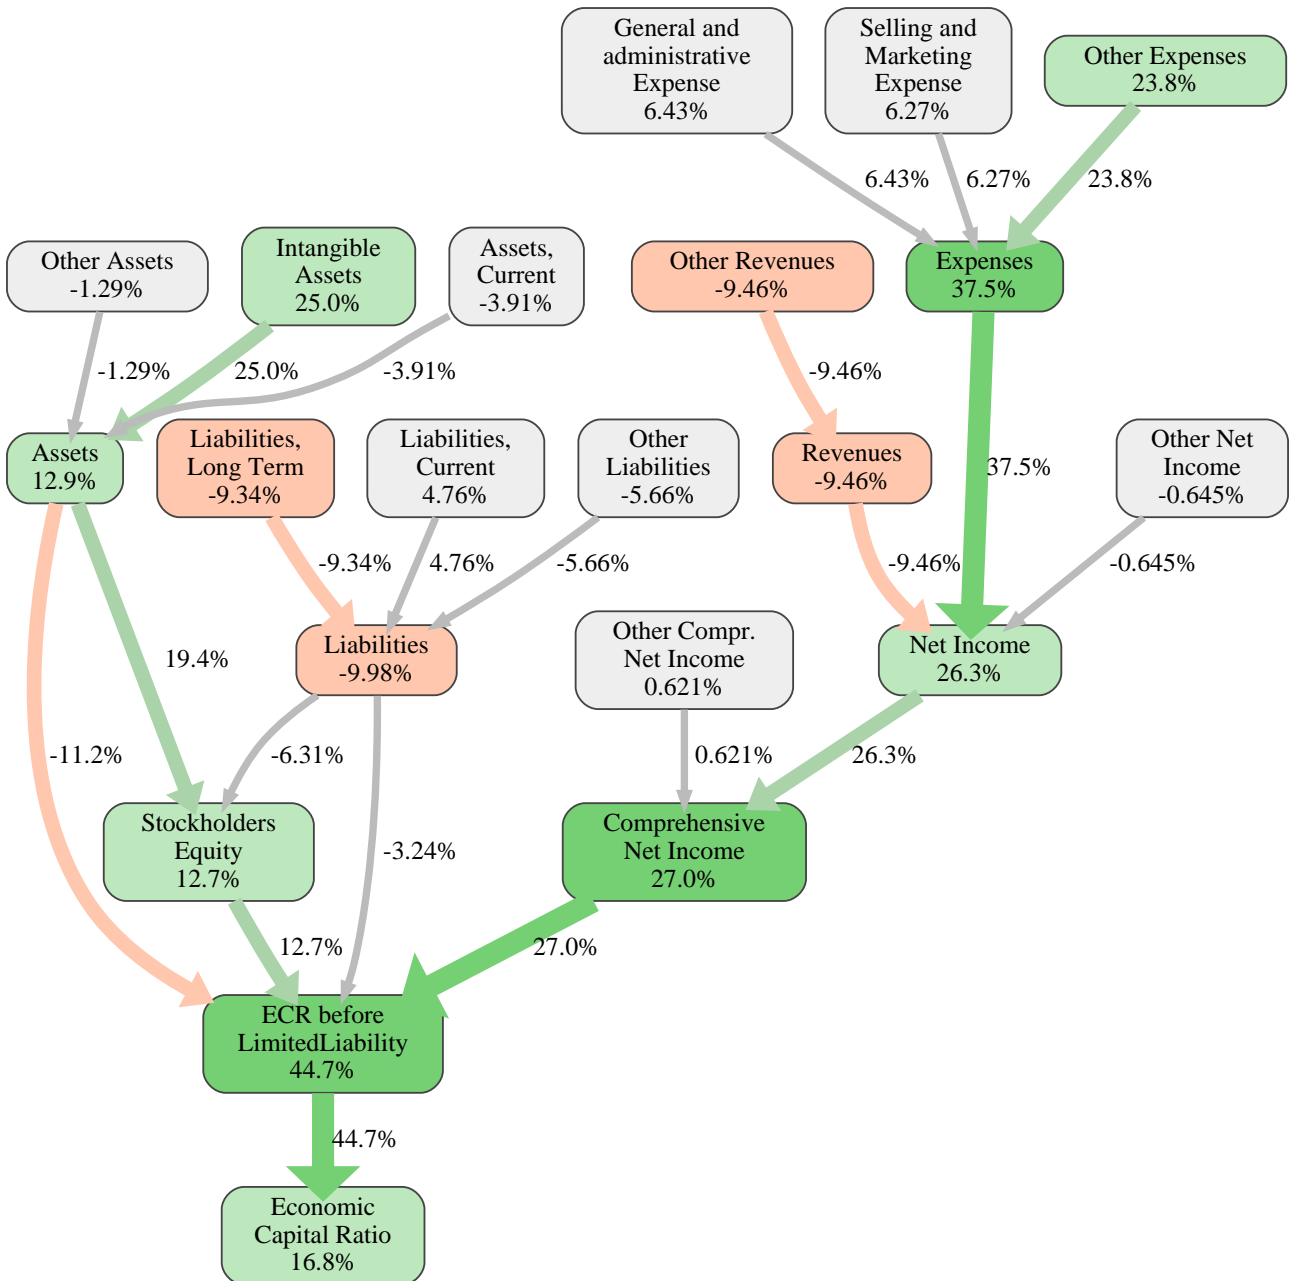 General and
administrative
Expense
6.43%
Selling and
Marketing
Expense
6.27%
Other Expenses
23.8%
6.43%
6.27%
23.8%
Other Assets
-1.29%
Intangible
Assets
25.0%
Assets,
Current
-3.91%
Other Revenues
-9.46%
Expenses
37.5%
-1.29%
25.0%
-3.91%
-9.46%
Assets
12.9%
Liabilities,
Long Term
-9.34%
Liabilities,
Current
4.76%
Other
Liabilities
-5.66%
Revenues
-9.46%
37.5%
Other Net
Income
-0.645%
-9.34%
4.76%
-5.66%
-9.46%
-0.645%
19.4%
Liabilities
-9.98%
Other Compr.
Net Income
0.621%
Net Income
26.3%
-11.2%
-6.31%
0.621%
26.3%
Stockholders
Equity
12.7%
-3.24%
Comprehensive
Net Income
27.0%
12.7%
27.0%
ECR before
LimitedLiability
44.7%
44.7%
Economic
Capital Ratio
16.8%